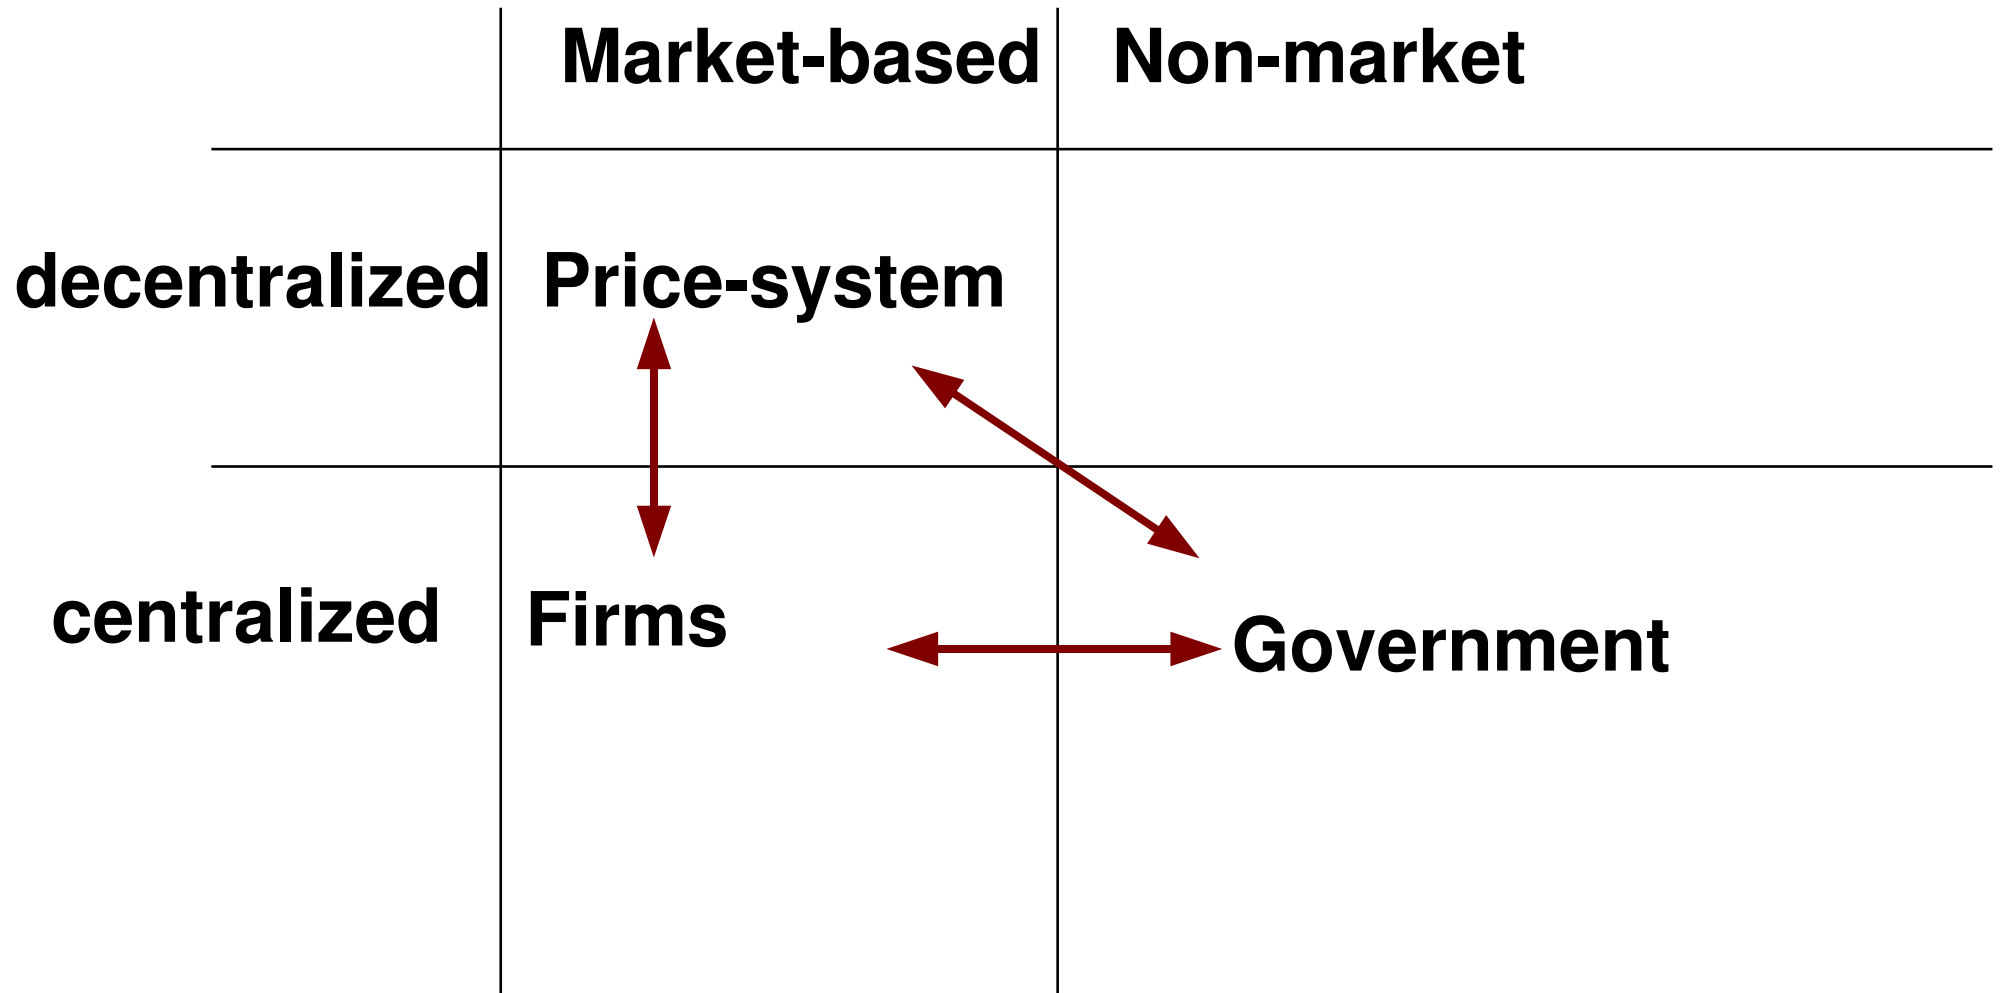 Market-based Non-market
decentralized Price-system
centralized Firms
Government